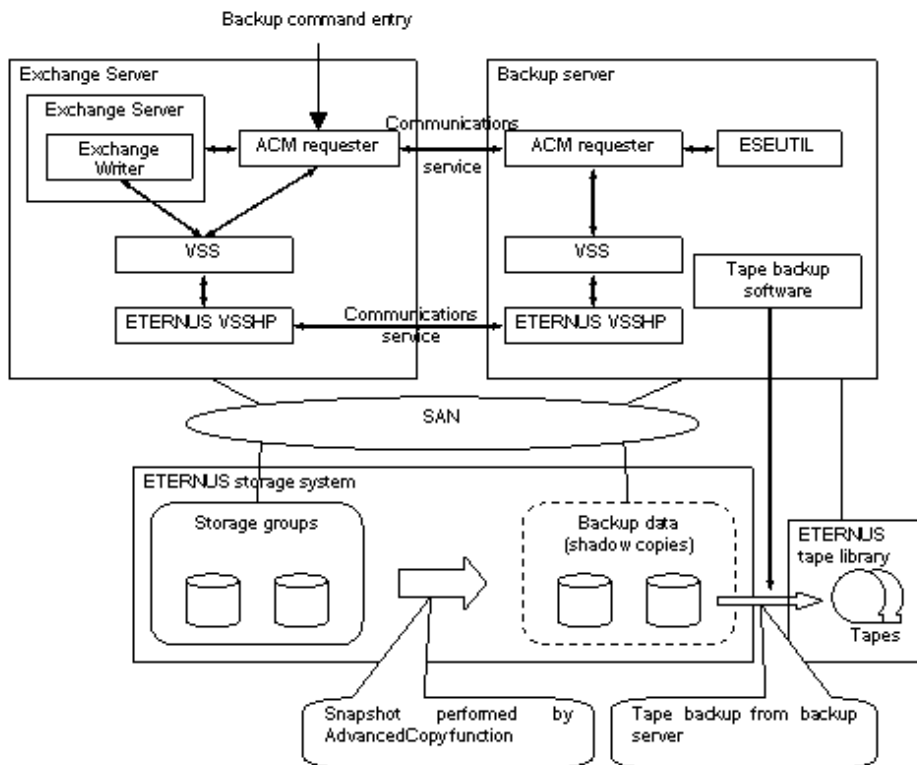 Backup command entry
Exchange Server
Exchange Server
Exchange
Writer
ACM requester
Communications
service
Backup server
ACM requester
ESEUTIL
VSS
VSS
Tape backup
software
ETERNUS VSSHP
Communications
service
ETERNUS VSSHP
SAN
ETERNUS storage system
Storage groups
Backup data
(shadow copies)
ETERNUS
tape library
Tapes
Snapshot performed by
AdvancedCopyfunction
Tape backup from backup
server